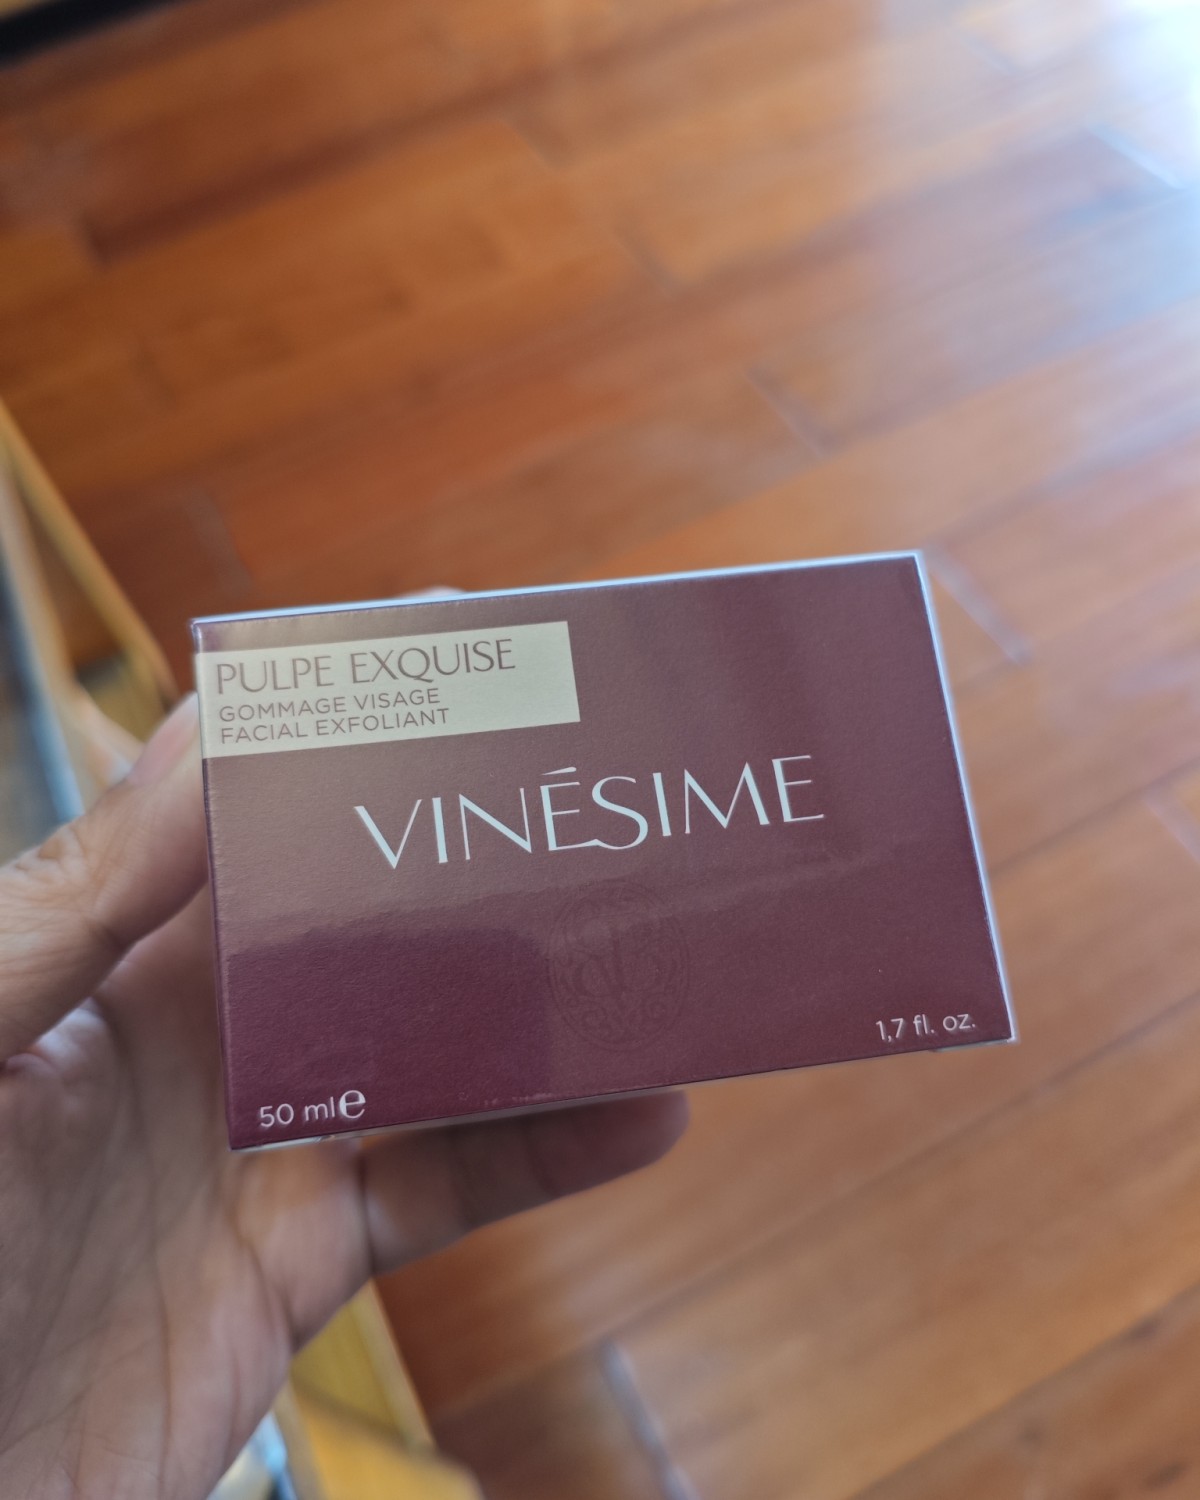 PULPE EXQUISE
GOMMAGE VISAGE
FACIAL EXFOLIANT
VINÉSIME
50 ml℮
1,7 fl. oz.